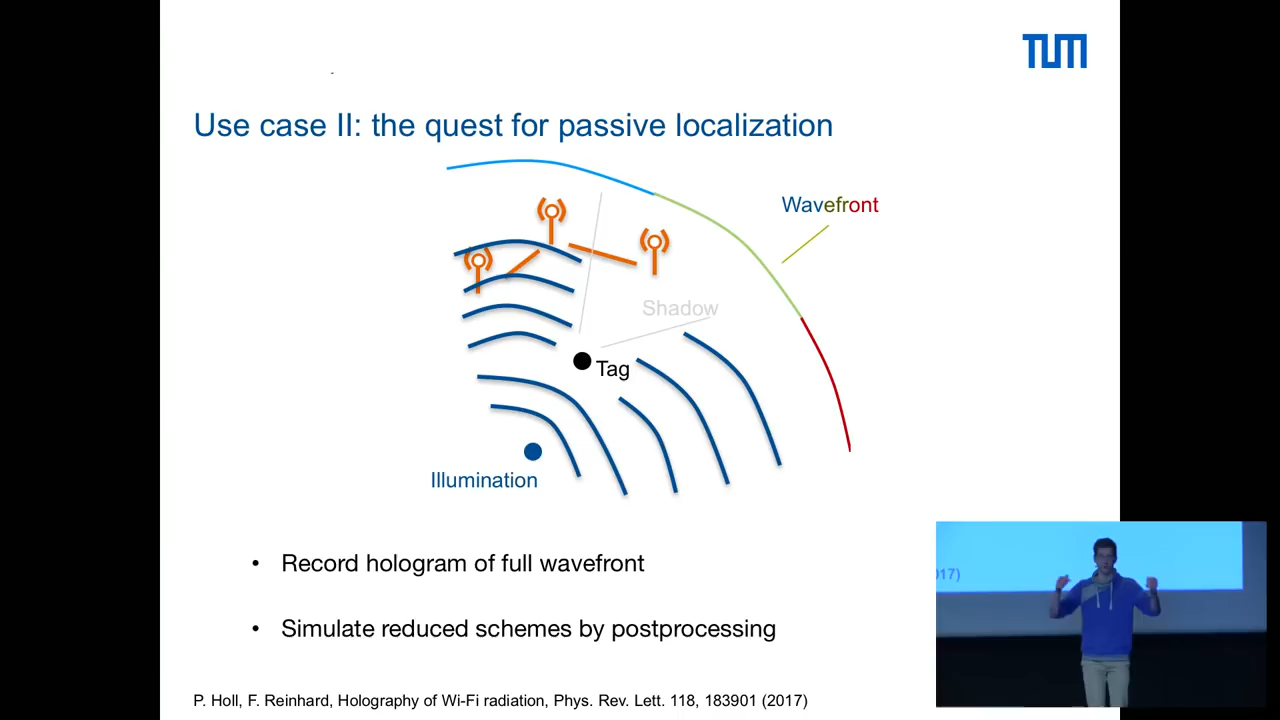 TUM
Use case II: the quest for passive localization
Wavefront
Shadow
Tag
Illumination
• Record hologram of full wavefront
• Simulate reduced schemes by postprocessing
017)
P. Holl, F. Reinhard, Holography of Wi-Fi radiation, Phys. Rev. Lett. 118, 183901 (2017)